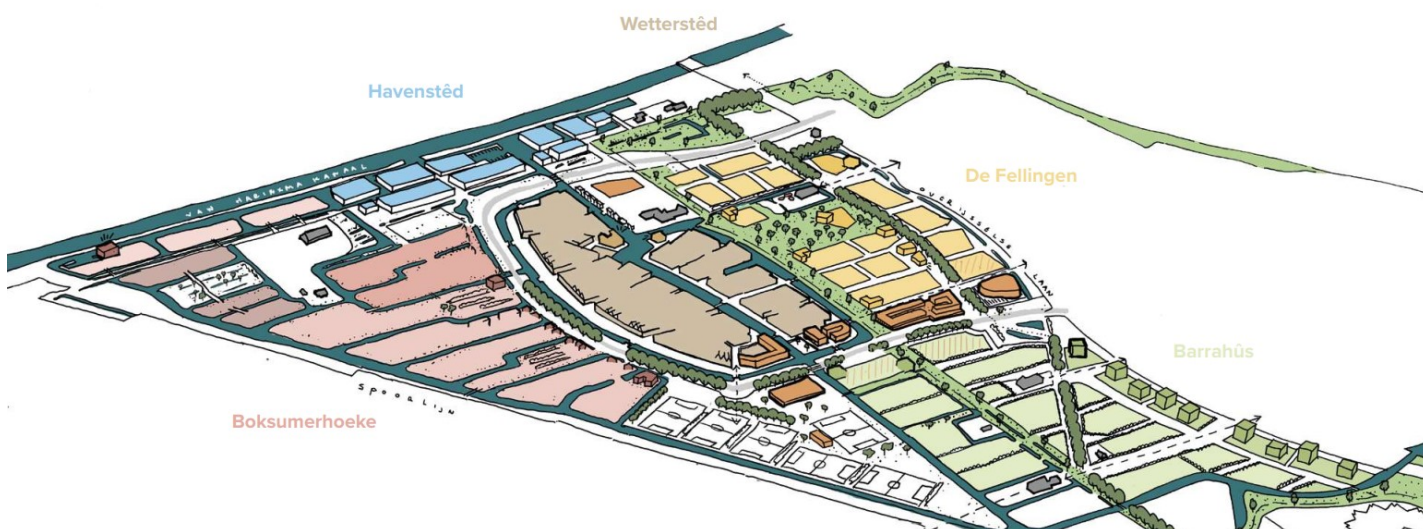 Wetterstêd
Havenstêd
VAN HARINXMA KANAAL
De Fellingen
OVERIJSSELSE
LAAN
Barrahûs
SPOORLIJN
Boksumerhoeke